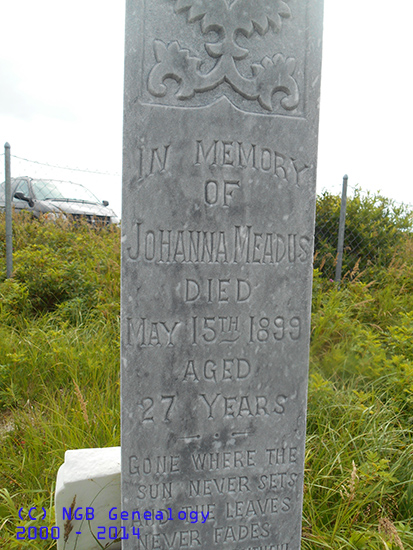 IN MEMORY
OF
JOHANNA MEADUS
DIED
MAY 15TH 1899
AGED
27 YEARS
GONE WHERE THE
SUN NEVER SETS
LEAVES
NEVER FADES
(C) NGB Genealogy
2000 - 2014